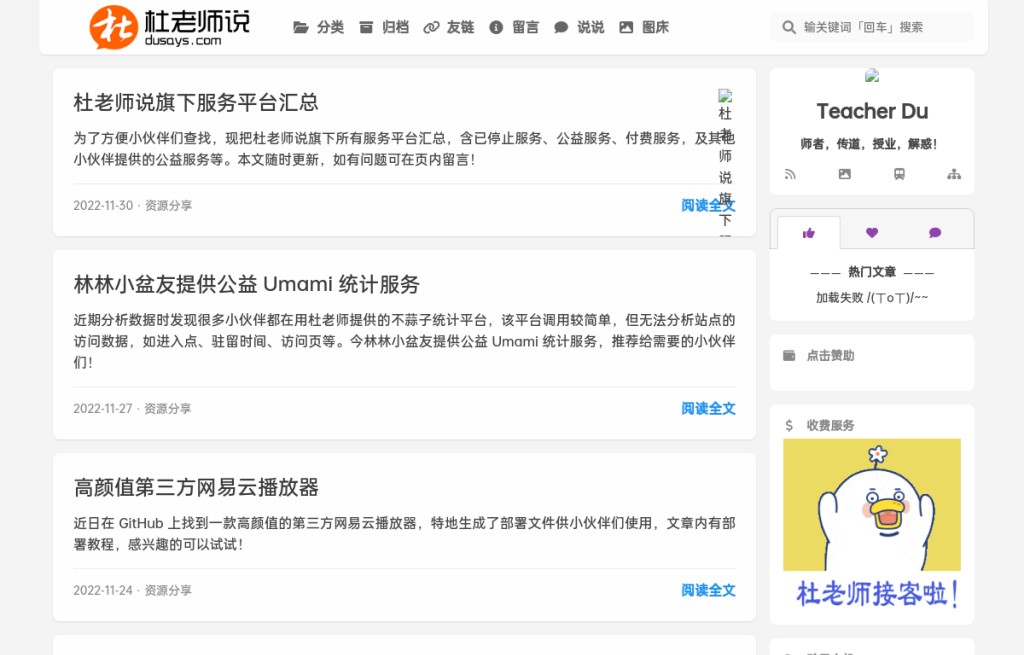 杜老师说
dusays.com
分类 归档 友链 留言 说说 图床
输关键词「回车」搜索
杜老师说旗下服务平台汇总
为了方便小伙伴们查找，现把杜老师说旗下所有服务平台汇总，含已停止服务、公益服务、付费服务，及其他
小伙伴提供的公益服务等。本文随时更新，如有问题可在页内留言！
杜
老
师
说
旗
下
2022-11-30 · 资源分享
阅读全文
林林小盆友提供公益 Umami 统计服务
近期分析数据时发现很多小伙伴都在用杜老师提供的不蒜子统计平台，该平台调用较简单，但无法分析站点的
访问数据，如进入点、驻留时间、访问页等。今林林小盆友提供公益 Umami 统计服务，推荐给需要的小伙伴
们！
2022-11-27 · 资源分享
阅读全文
高颜值第三方网易云播放器
近日在 GitHub 上找到一款高颜值的第三方网易云播放器，特地生成了部署文件供小伙伴们使用，文章内有部
署教程，感兴趣的可以试试！
2022-11-24 · 资源分享
阅读全文
Teacher Du
师者，传道，授业，解惑！
——— 热门文章 ———
加载失败 /(ㄒoㄒ)/~~
点击赞助
收费服务
杜老师接客啦！